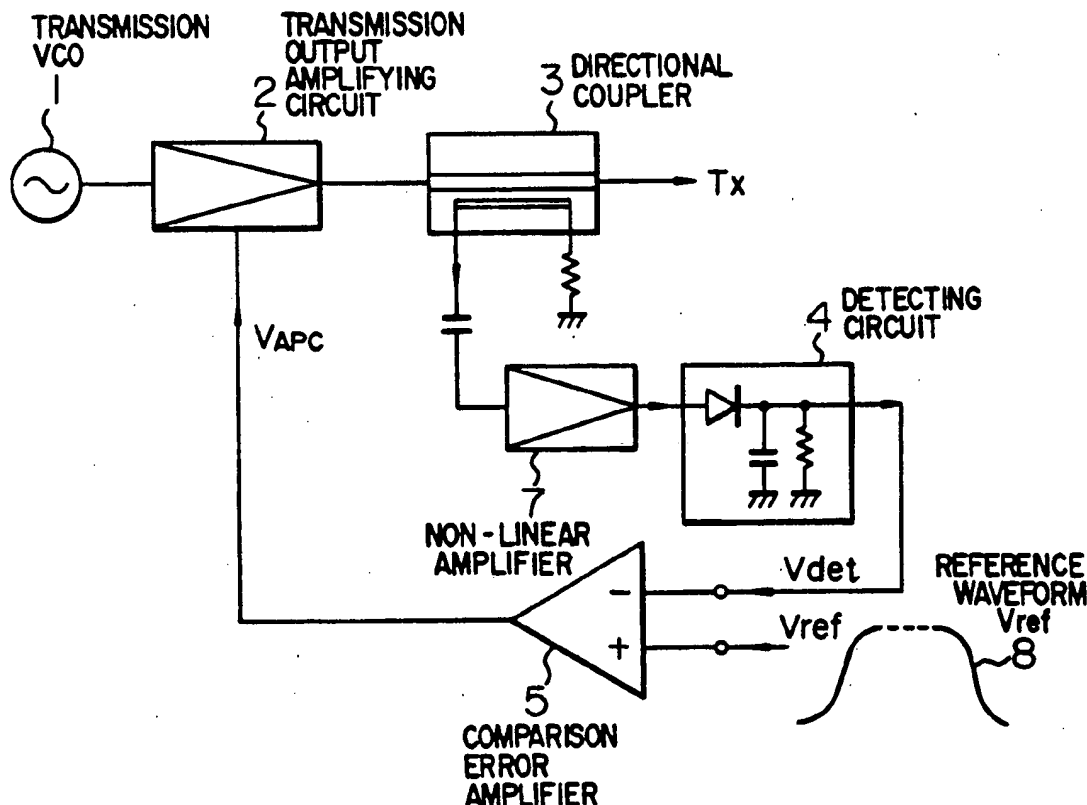 TRANSMISSION
VCO
1
TRANSMISSION
OUTPUT
AMPLIFYING
CIRCUIT
2
3
DIRECTIONAL
COUPLER
Tx
VAPC
4
DETECTING
CIRCUIT
7
NON-LINEAR
AMPLIFIER
-
Vdet
+
Vref
REFERENCE
WAVEFORM
Vref
8
5
COMPARISON
ERROR
AMPLIFIER